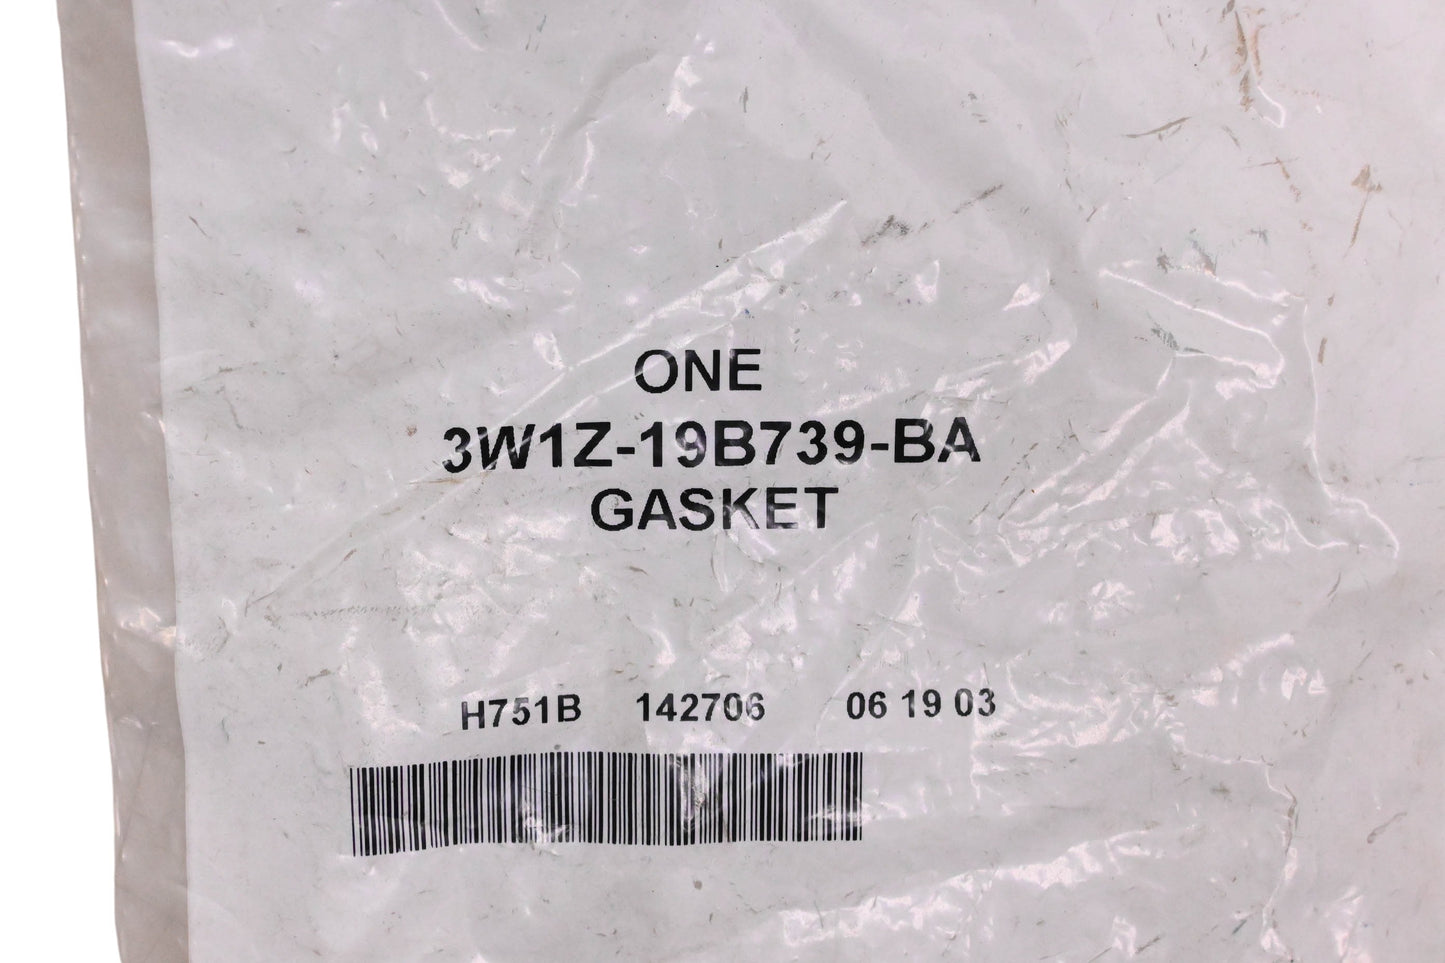 ONE
3W1Z-19B739-BA
GASKET
H751B 142706 06 19 03